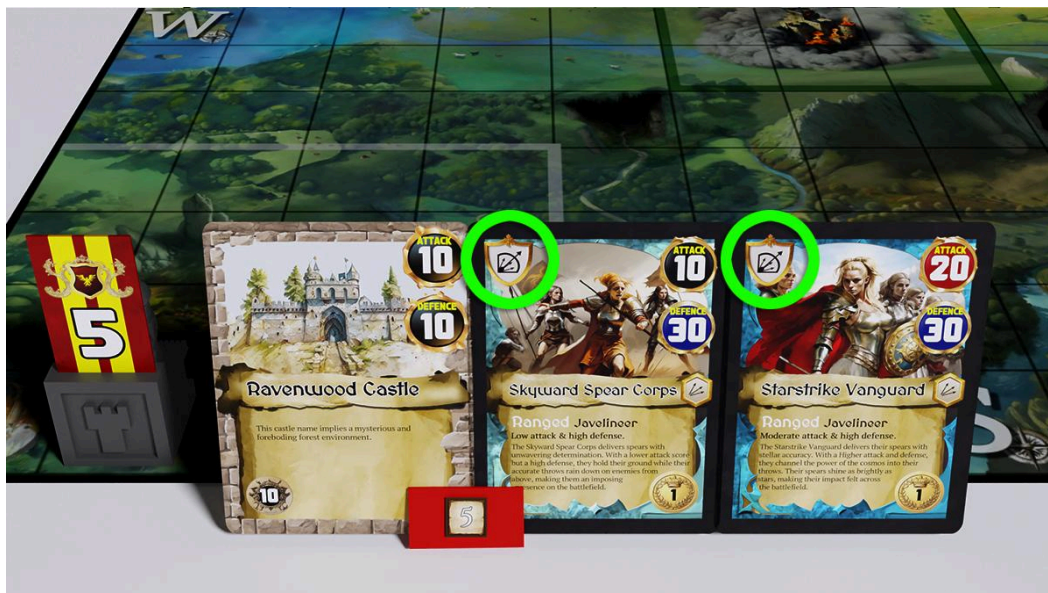 W
5
ATTACK
10
DEFENCE
10
Ravenwood Castle
This castle name implies a mysterious and
foreboding forest environment.
10
5
ATTACK
10
DEFENCE
30
Skyward Spear Corps
Ranged Javelineer
Low attack & high defense.
The Skyward Spear Corps delivers spears with
unwavering determination. With a lower attack score
but a high defense, they hold their ground while their
accurate throws rain down on enemies from
above, making them an imposing
presence on the battlefield.
1
ATTACK
20
DEFENCE
30
Starstrike Vanguard
Ranged Javelineer
Moderate attack & high defense.
The Starstrike Vanguard delivers their spears with
stellar accuracy. With a Higher attack and defense,
they channel the power of the cosmos into their
throws. Their spears shine as brightly as
stars, making their impact felt across
the battlefield.
1
S